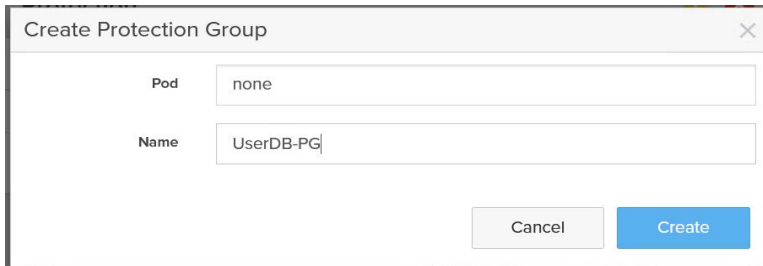 Create Protection Group
Pod none
Name UserDB-PG
Cancel Create